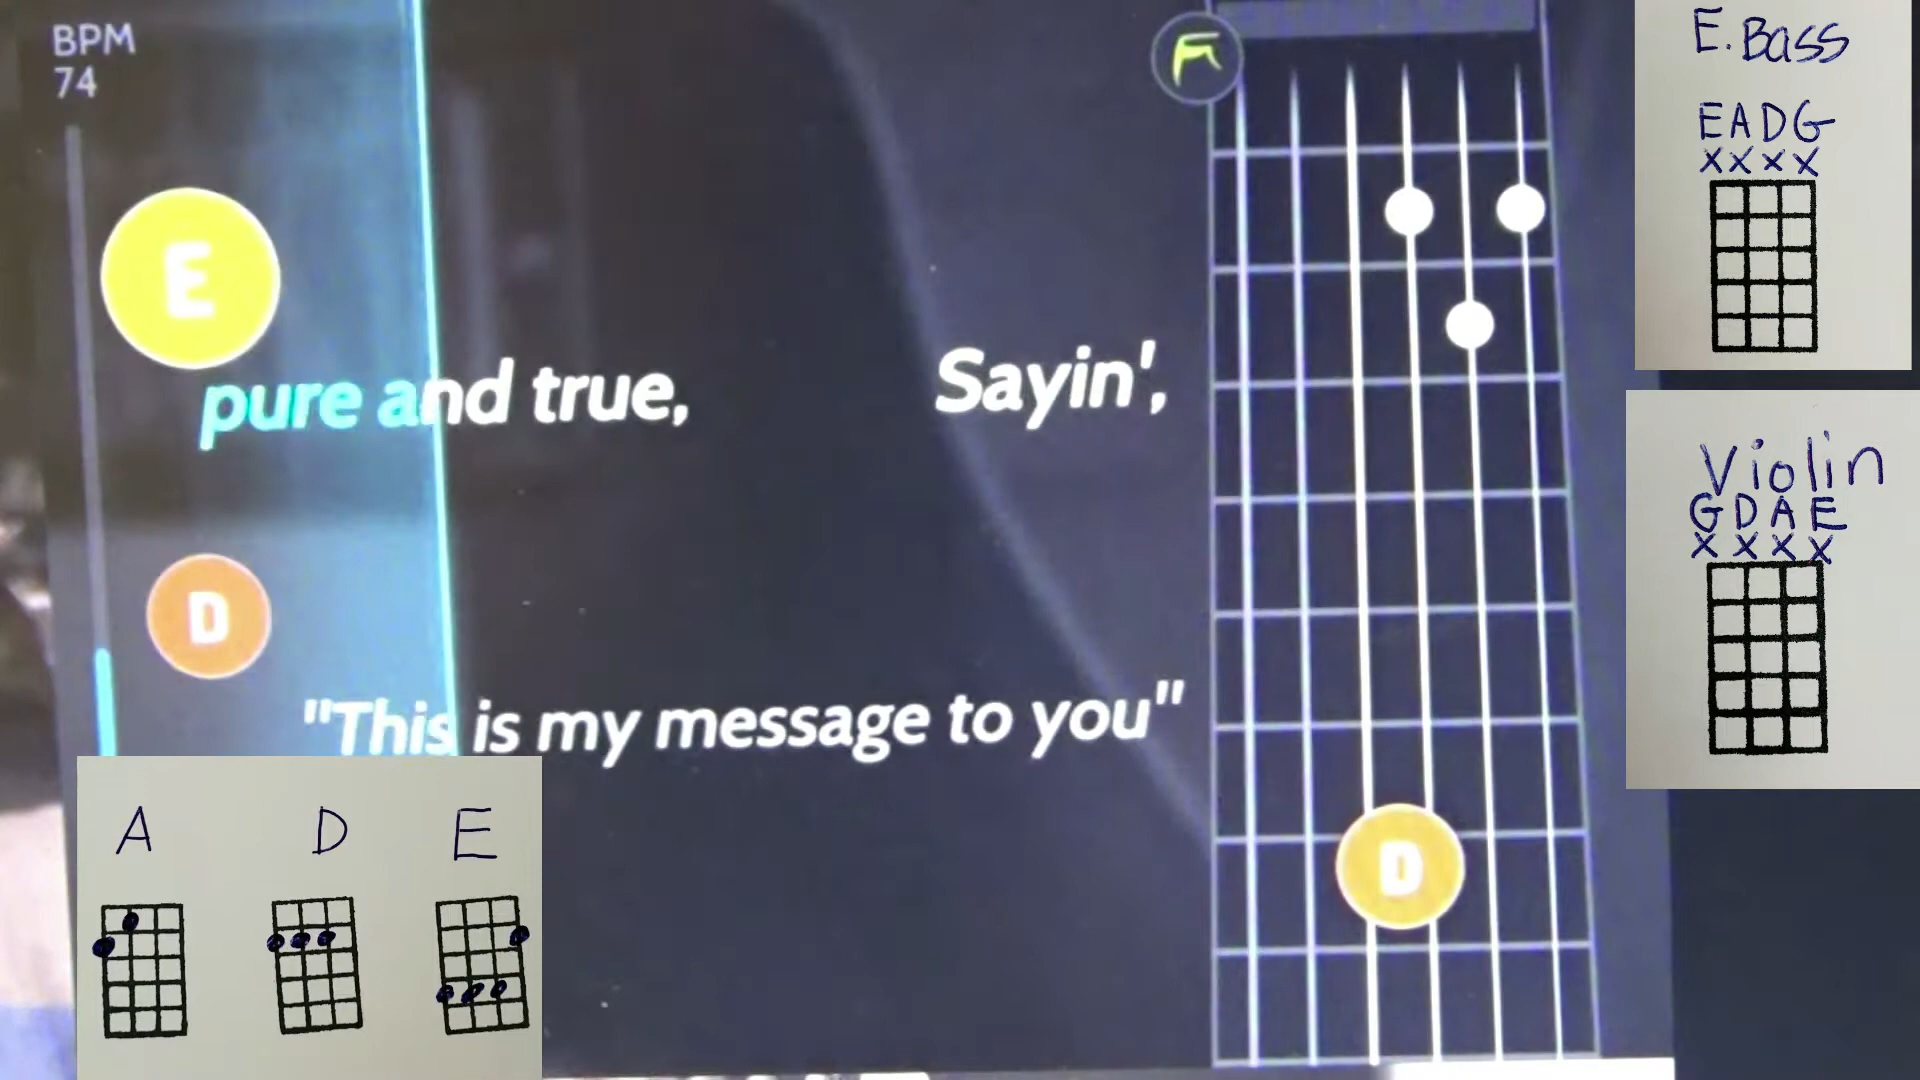 BPM
74
E
pure and true,
Sayin',
D
"This is my message to you"
A
D
E
D
E. Bass
EADG
XXXX
Violin
GDAE
XXXX